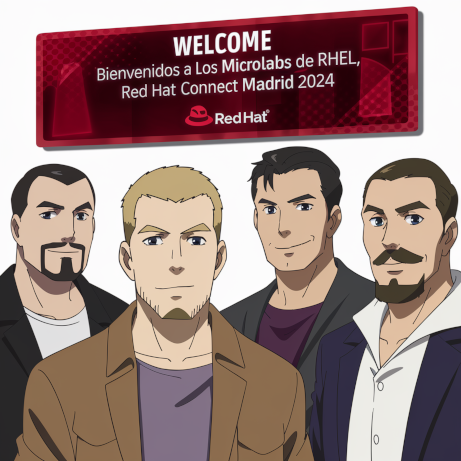 WELCOME
Bienvenidos a Los Microlabs de RHEL,
Red Hat Connect Madrid 2024
Red Hat